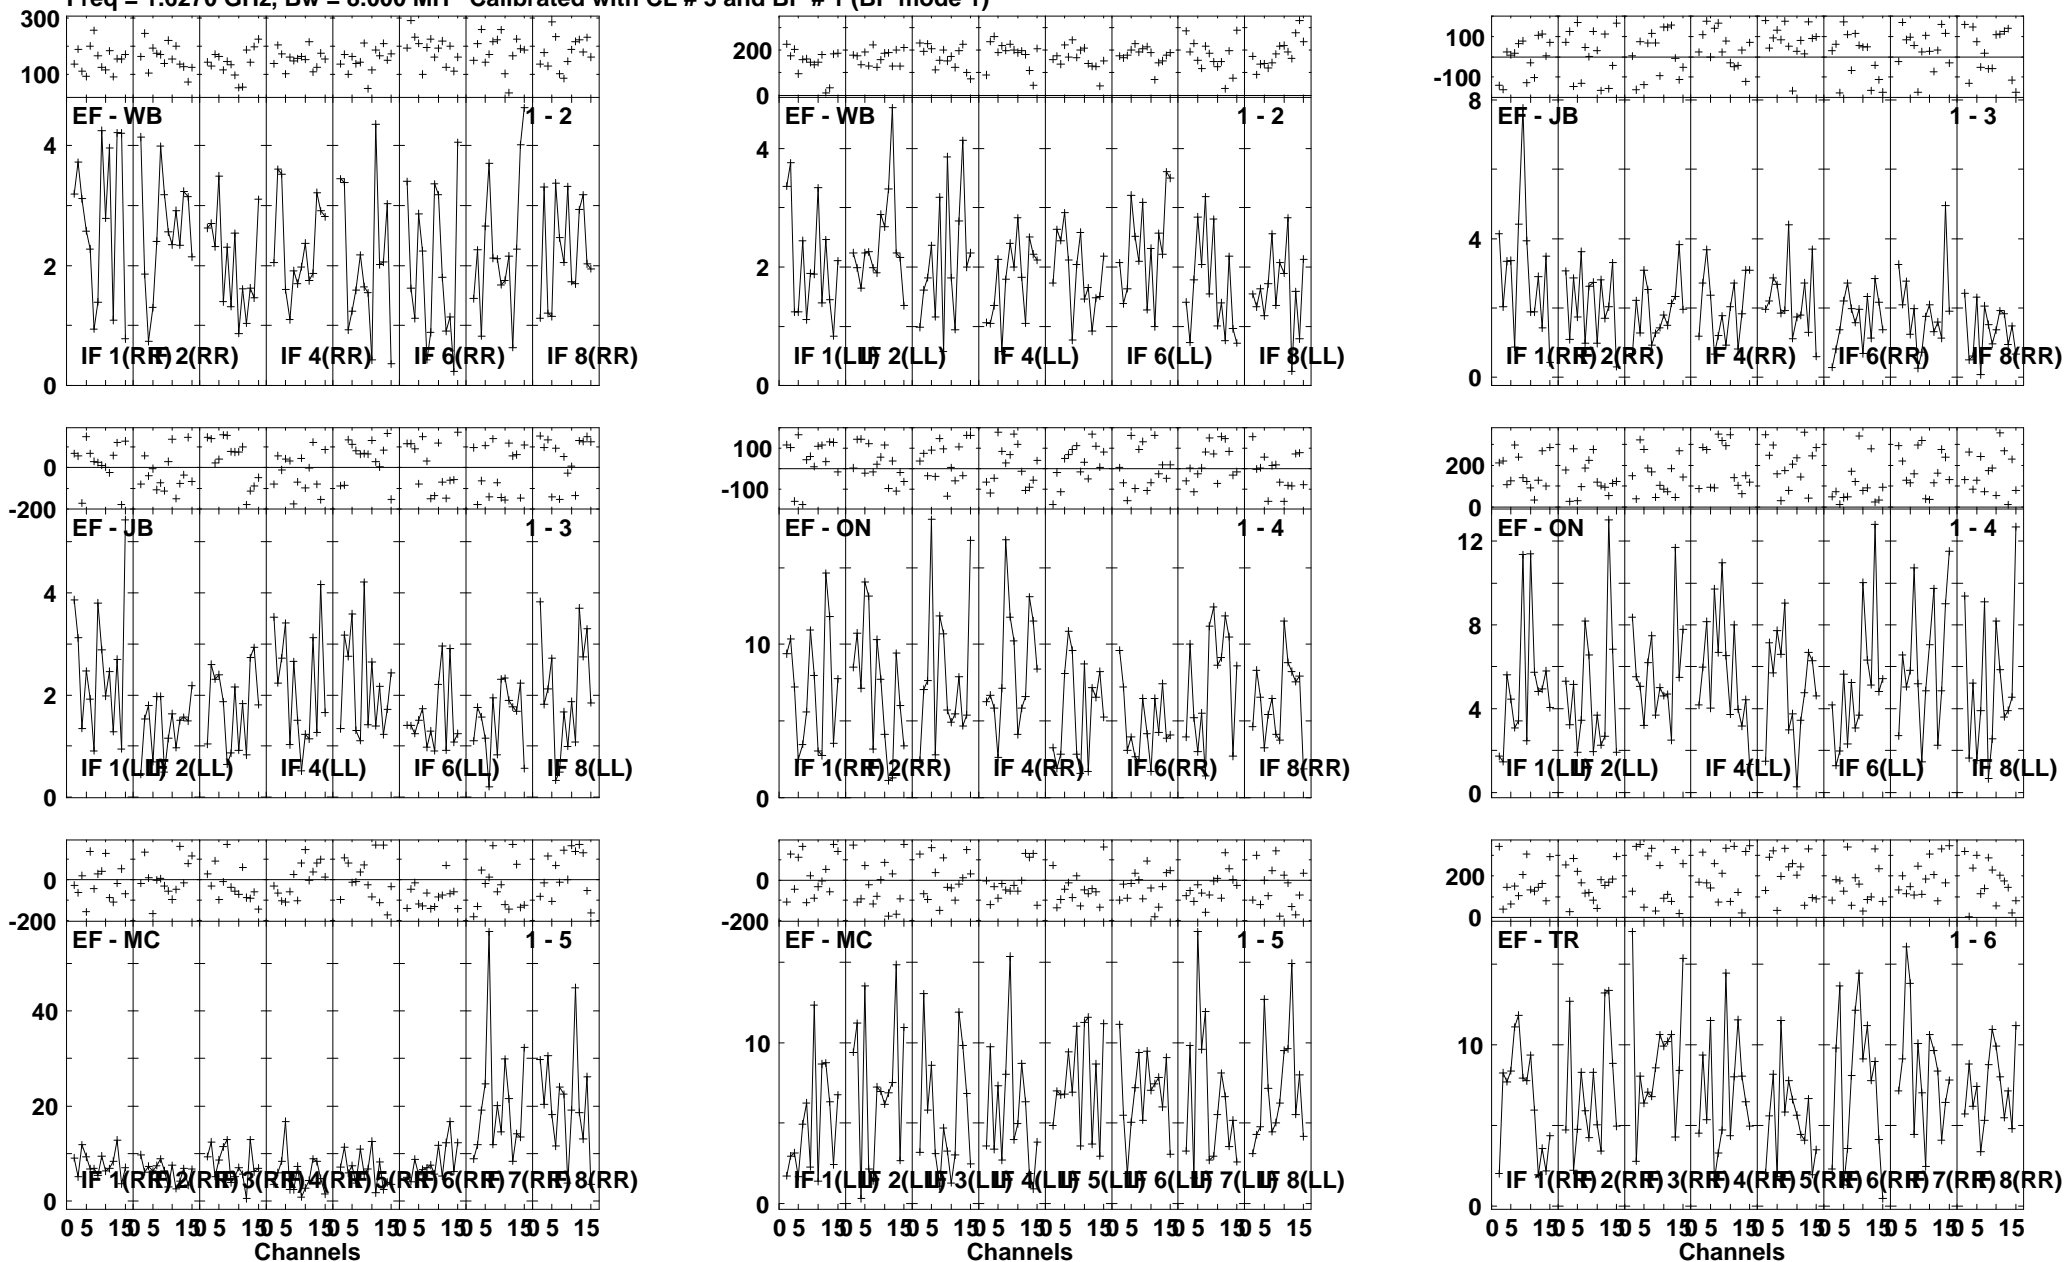 Freq = 1.6270 GHz, Bw = 8.000 MH Calibrated with CL # 3 and BP # 1 (BP mode 1)
300
100
EF - WB
1 - 2
4
2
0
IF 1(RR)
IF 2(RR)
IF 4(RR)
IF 6(RR)
IF 8(RR)
200
0
EF - WB
1 - 2
4
2
0
IF 1(LL)
IF 2(LL)
IF 4(LL)
IF 6(LL)
IF 8(LL)
100
-100
8
EF - JB
1 - 3
4
0
IF 1(RR)
IF 2(RR)
IF 4(RR)
IF 6(RR)
IF 8(RR)
0
-200
EF - JB
1 - 3
4
2
0
IF 1(LL)
IF 2(LL)
IF 4(LL)
IF 6(LL)
IF 8(LL)
100
-100
EF - ON
1 - 4
10
0
IF 1(RR)
IF 2(RR)
IF 4(RR)
IF 6(RR)
IF 8(RR)
200
0
EF - ON
1 - 4
12
8
4
0
IF 1(LL)
IF 2(LL)
IF 4(LL)
IF 6(LL)
IF 8(LL)
0
-200
EF - MC
1 - 5
40
20
0
IF 1(RR)
IF 2(RR)
IF 3(RR)
IF 4(RR)
IF 5(RR)
IF 6(RR)
IF 7(RR)
IF 8(RR)
0 5 15 0 5 15 0 5 15 0 5 15 0 5 15 0 5 15 0 5 15 0 5 15
Channels
0
-200
EF - MC
1 - 5
10
0
IF 1(LL)
IF 2(LL)
IF 3(LL)
IF 4(LL)
IF 5(LL)
IF 6(LL)
IF 7(LL)
IF 8(LL)
0 5 15 0 5 15 0 5 15 0 5 15 0 5 15 0 5 15 0 5 15 0 5 15
Channels
200
0
EF - TR
1 - 6
10
0
IF 1(RR)
IF 2(RR)
IF 3(RR)
IF 4(RR)
IF 5(RR)
IF 6(RR)
IF 7(RR)
IF 8(RR)
0 5 15 0 5 15 0 5 15 0 5 15 0 5 15 0 5 15 0 5 15 0 5 15
Channels